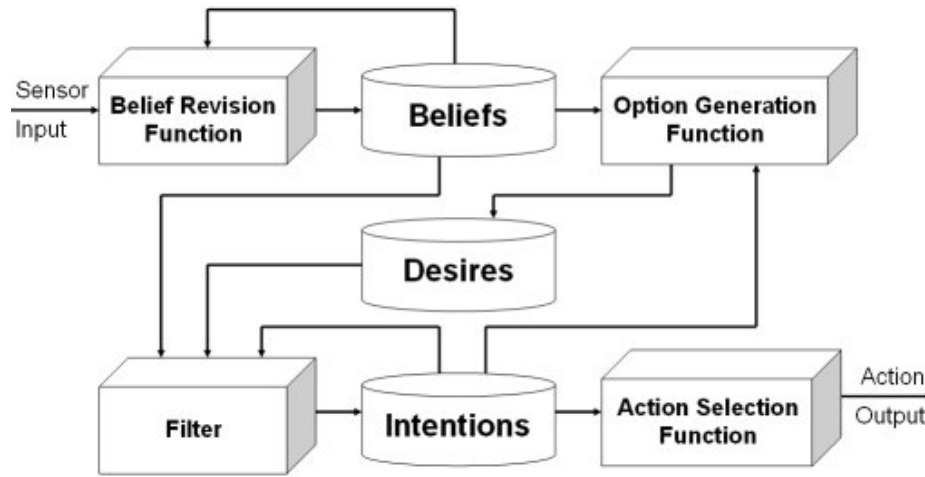 Sensor
Input
Belief Revision
Function
Beliefs
Option Generation
Function
Desires
Filter
Intentions
Action Selection
Function
Action
Output